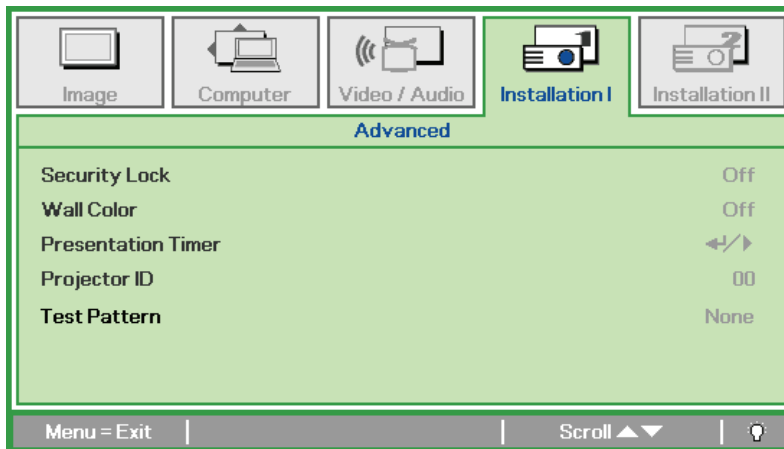 Image
Computer
Video / Audio
Installation I
Installation II
Advanced
Security Lock Off
Wall Color Off
Presentation Timer ↵/▶
Projector ID 00
Test Pattern None
Menu = Exit Scroll ▲▼